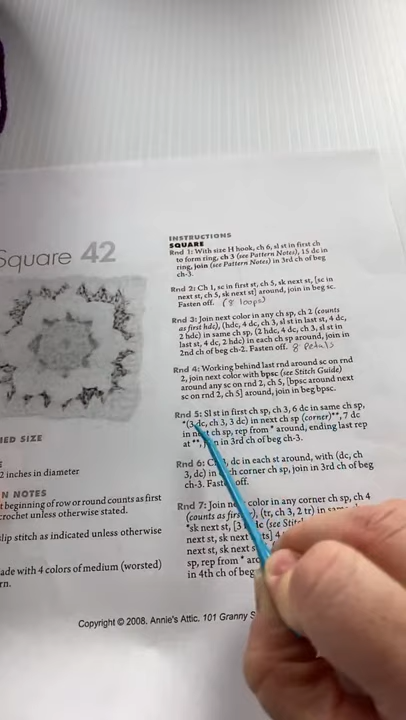 Square 42
INSTRUCTIONS
SQUARE
Rnd 1: With size H hook, ch 6, sl st in first ch
to form ring, ch 3 (see Pattern Notes), 15 dc in
ring, join (see Pattern Notes) in 3rd ch of beg
ch-3.
Rnd 2: Ch 1, sc in first st, ch 5, sk next st, [sc in
next st, ch 5, sk next st] around, join in beg sc.
Fasten off. (8 loops)
Rnd 3: Join next color in any ch sp, ch 2 (counts
as first hdc), (hdc, 4 dc, ch 3, sl st in last st, 4 dc,
2 hdc) in same ch sp, (2 hdc, 4 dc, ch 3, sl st in
last st, 4 dc, 2 hdc) in each ch sp around, join in
2nd ch of beg ch-2. Fasten off. 8 petals
Rnd 4: Working behind last rnd around sc on rnd
2, join next color with bpsc (see Stitch Guide)
around any sc on rnd 2, ch 5, [bpsc around next
sc on rnd 2, ch 5] around, join in beg bpsc.
Rnd 5: Sl st in first ch sp, ch 3, 6 dc in same ch sp,
*(3 dc, ch 3, 3 dc) in next ch sp (corner)**, 7 dc
in next ch sp, rep from * around, ending last rep
at **, join in 3rd ch of beg ch-3.
Rnd 6: Ch 3, dc in each st around, with (dc, ch
3, dc) in each corner ch sp, join in 3rd ch of beg
ch-3. Fasten off.
Rnd 7: Join next color in any corner ch sp, ch 4
(counts as first tr), (tr, ch 3, 2 tr) in same
*sk next st, [3 dc (see Stitch
next st, sk next sts] 4
next st, sk next
sp, rep from * around
in 4th ch of beg
SIZE
inches in diameter
NOTES
beginning of row or round counts as first
crochet unless otherwise stated.
slip stitch as indicated unless otherwise
made with 4 colors of medium (worsted)
Copyright © 2008. Annie's Attic. 101 Granny